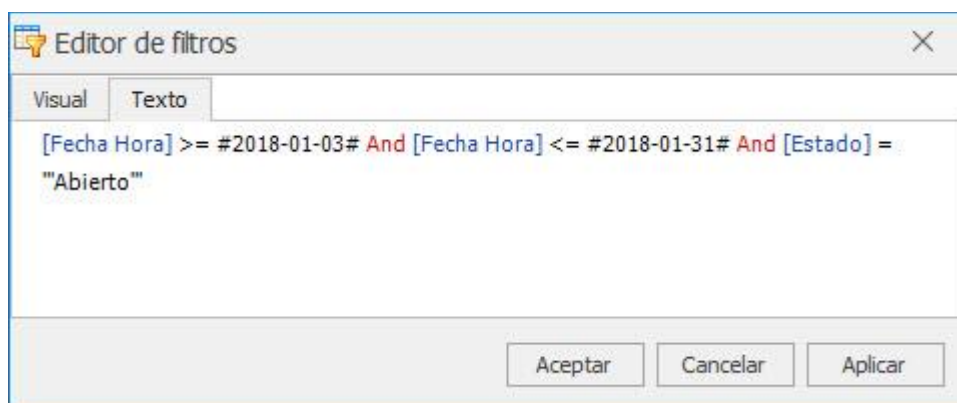 Editor de filtros
Visual Texto
[Fecha Hora] >= #2018-01-03# And [Fecha Hora] <= #2018-01-31# And [Estado] =
'"Abierto"'
Aceptar Cancelar Aplicar